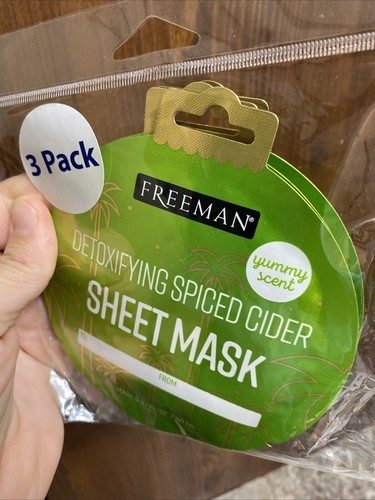 3 Pack
FREEMAN®
yummy
scent
DETOXIFYING SPICED CIDER
SHEET MASK
FROM